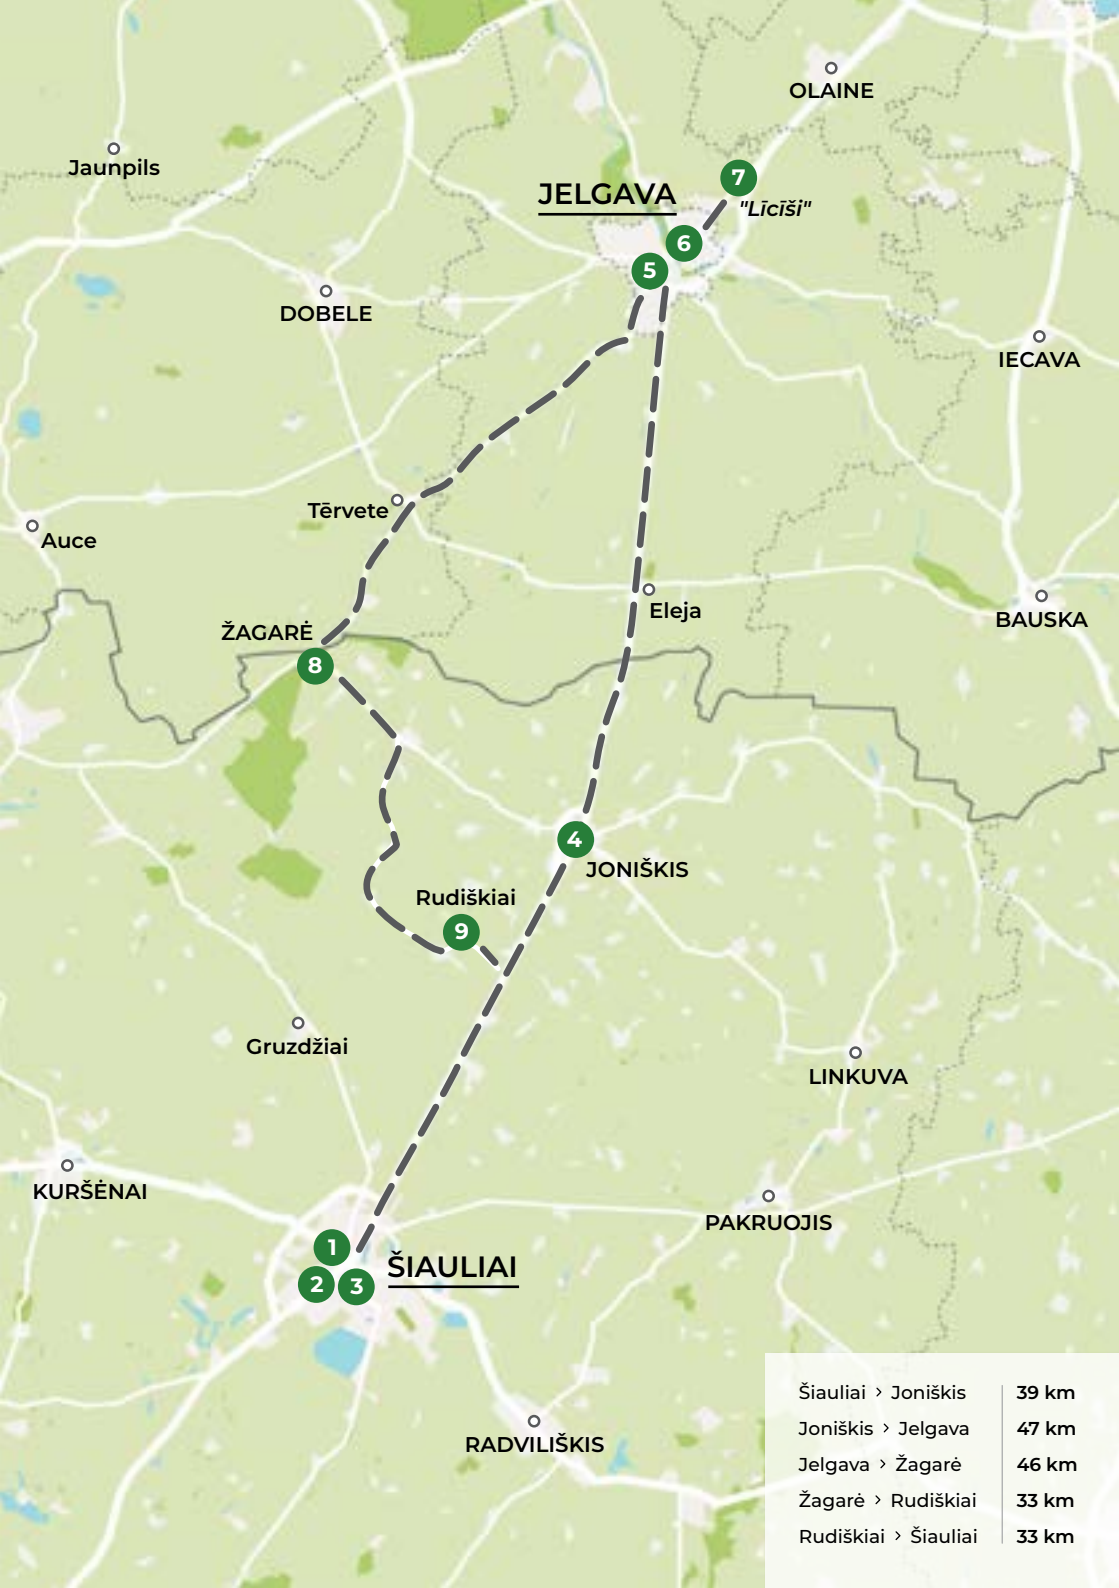 OLAINE
Jaunpils
7
JELGAVA
"Līcīši"
6
5
DOBELE
IECAVA
Tērvete
Auce
Eleja
BAUSKA
ŽAGARĖ
8
4
JONIŠKIS
Rudiškiai
9
Gruzdžiai
LINKUVA
KURŠĖNAI
PAKRUOJIS
1
ŠIAULIAI
2
3
RADVILIŠKIS
Šiauliai › Joniškis 39 km
Joniškis › Jelgava 47 km
Jelgava › Žagarė 46 km
Žagarė › Rudiškiai 33 km
Rudiškiai › Šiauliai 33 km